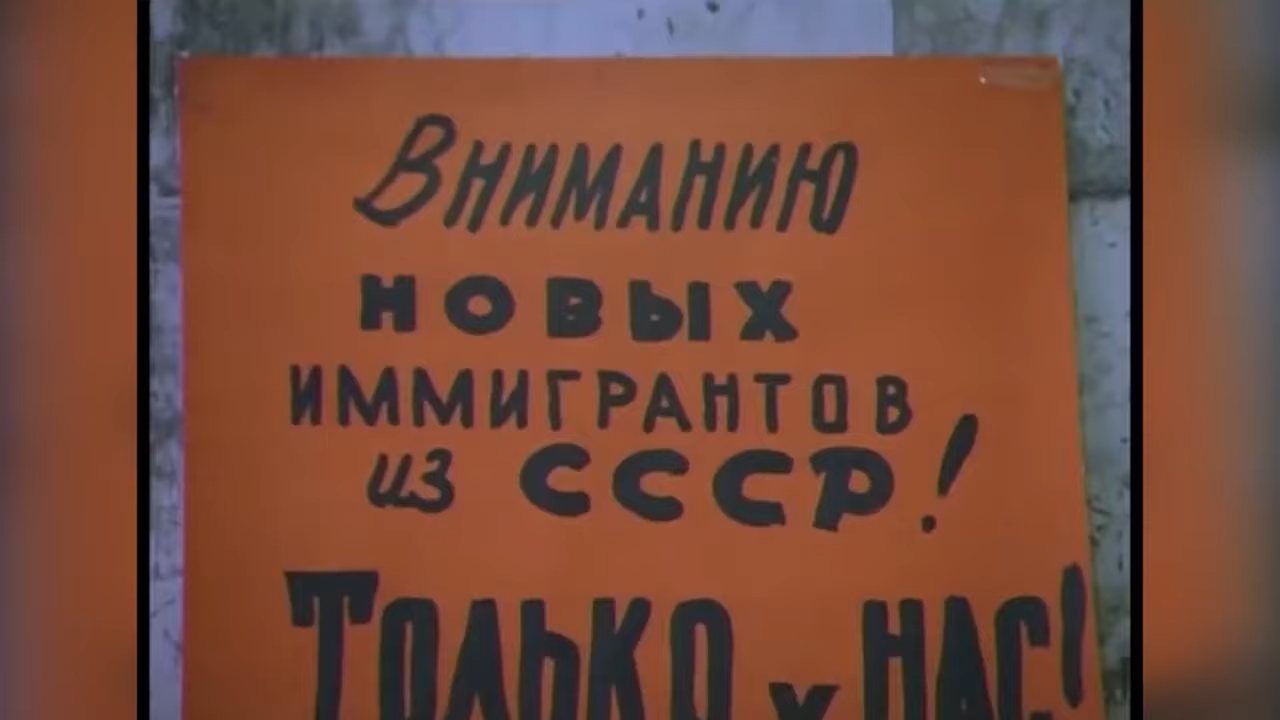 Вниманию
новых
иммигрантов
из СССР!
Только у нас!